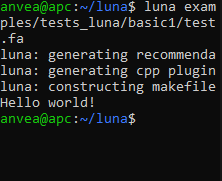 anvea@apc:~/luna$ luna exam
ples/tests_luna/basic1/test
.fa
luna: generating recommenda
luna: generating cpp plugin
luna: constructing makefile
Hello world!
anvea@apc:~/luna$